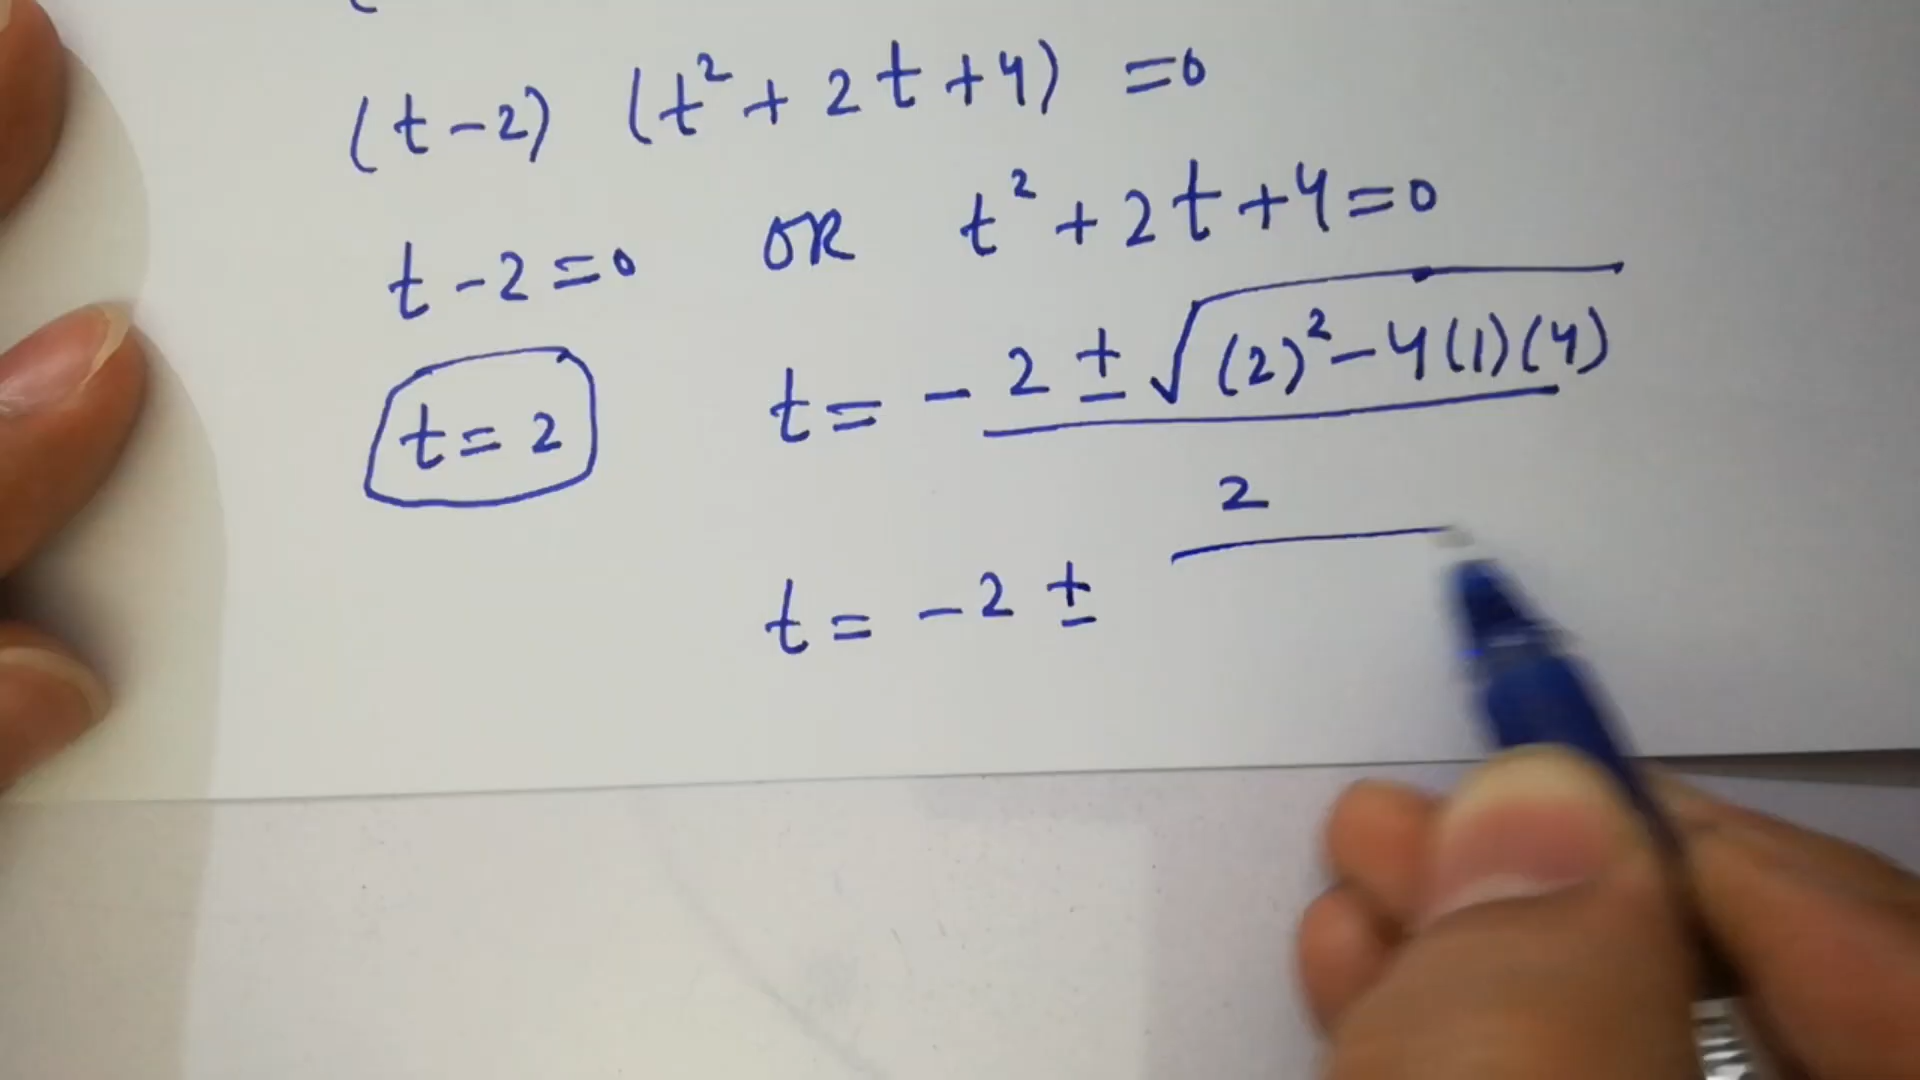 (t-2) (t²+2t+4) =0
t-2=0 OR t²+2t+4=0
t=2 t= -2 ± √(2)²-4(1)(4)
2
t= -2 ±